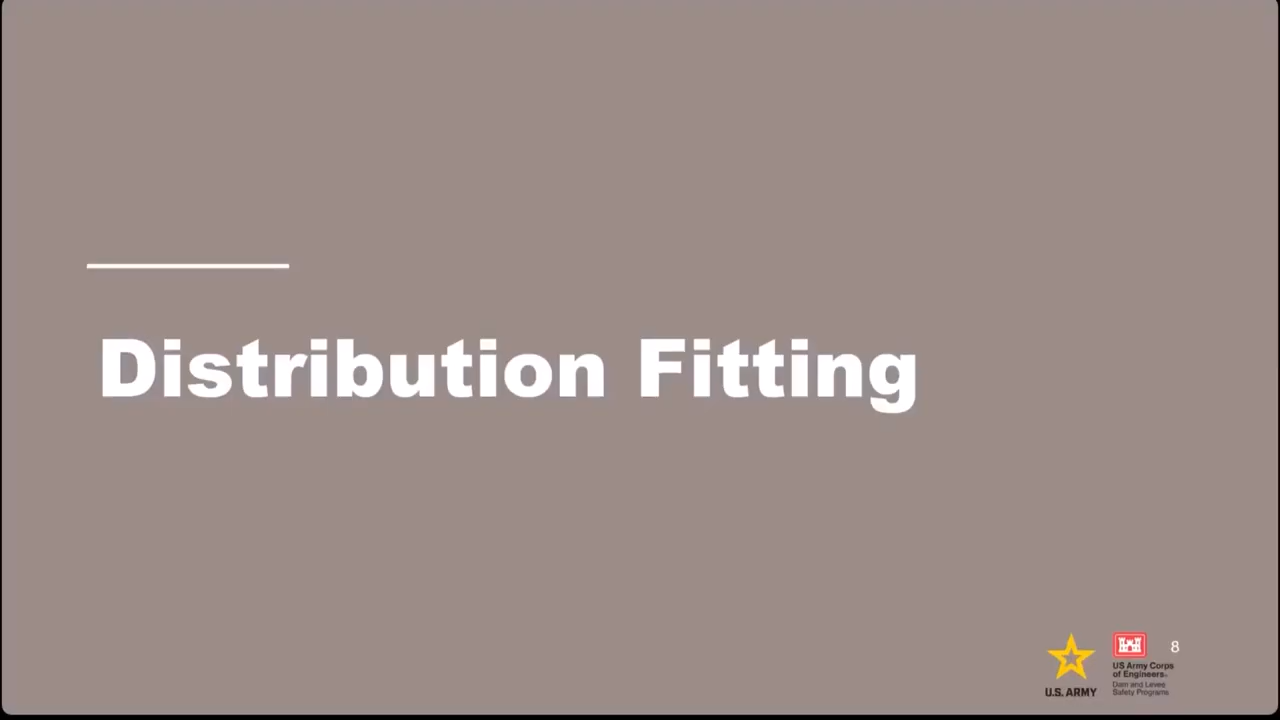 Distribution Fitting
8
U.S. ARMY
US Army Corps
of Engineers®
Dam and Levee
Safety Programs